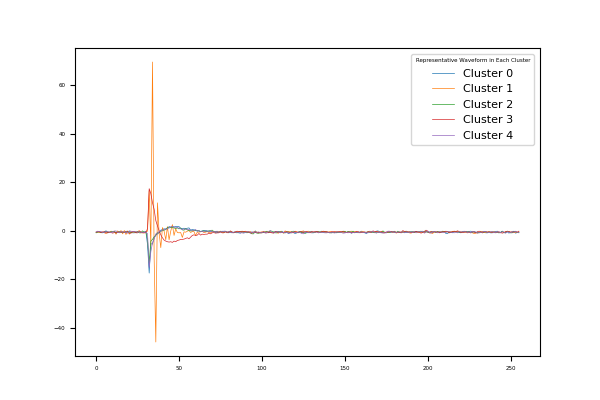 Representative Waveform in Each Cluster
Cluster 0
Cluster 1
Cluster 2
Cluster 3
Cluster 4
60
40
20
0
−20
−40
0 50 100 150 200 250